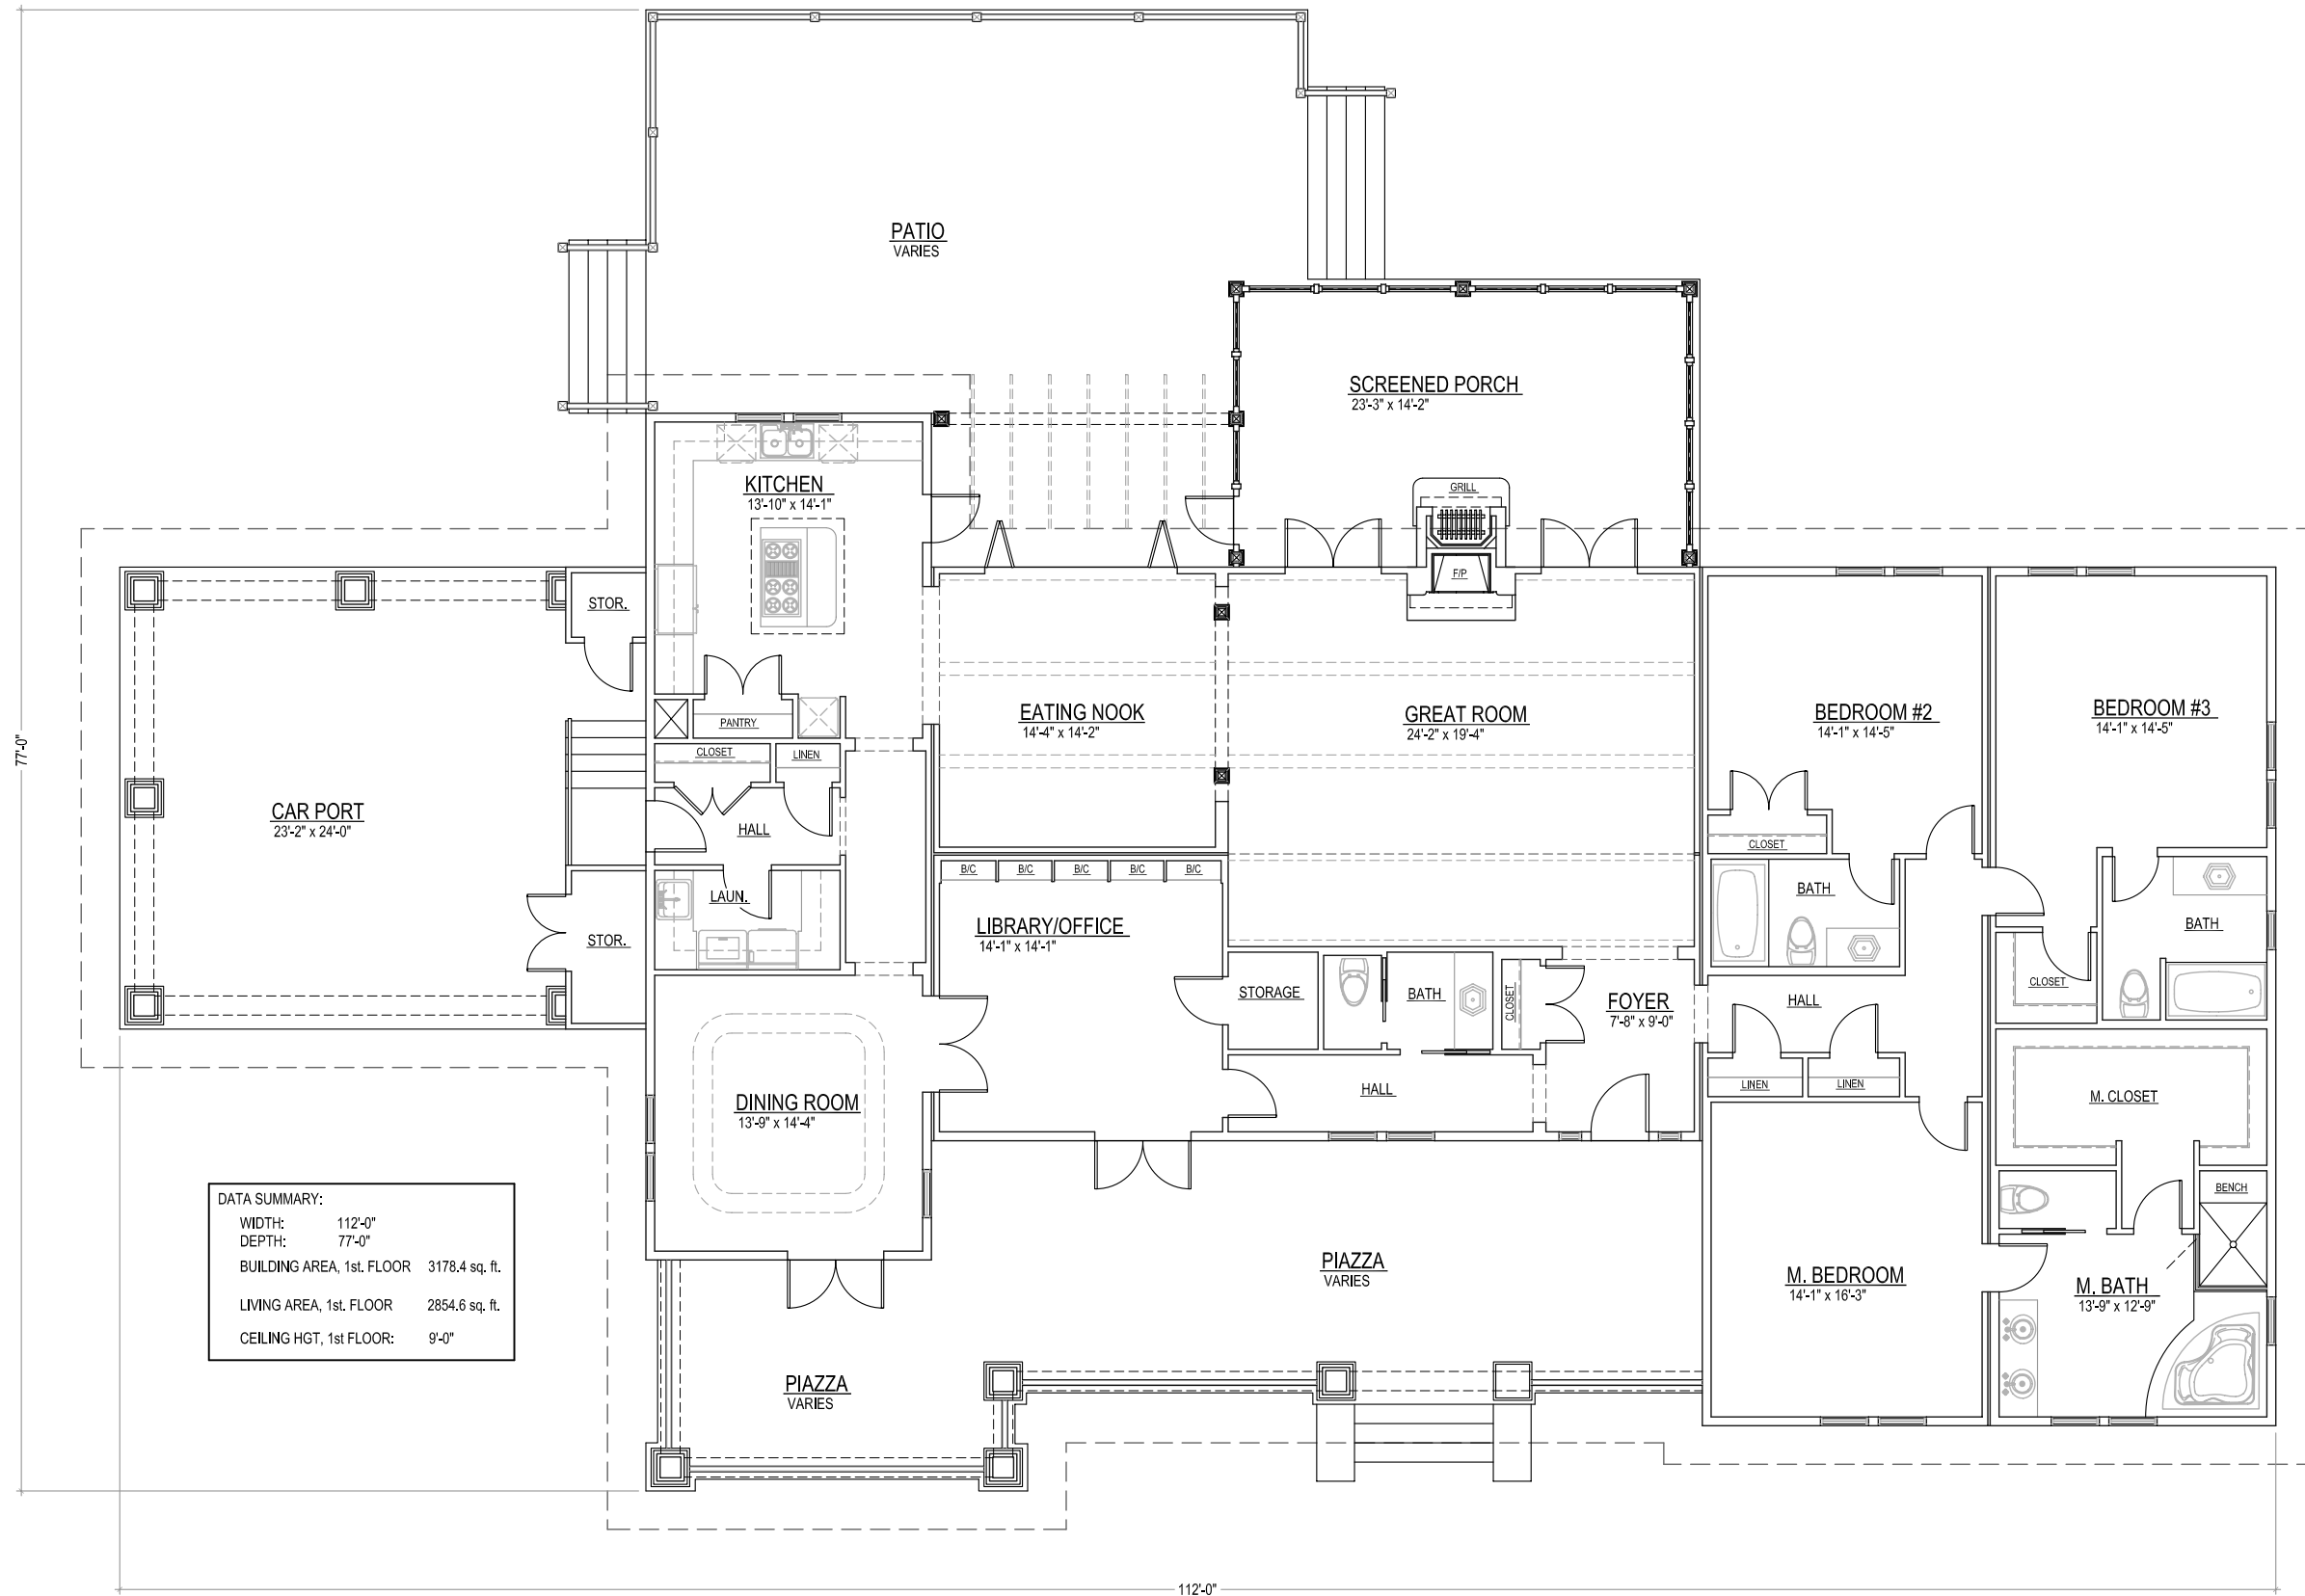 PATIO
VARIES
SCREENED PORCH
23'-3" x 14'-2"
GRILL
F/P
KITCHEN
13'-10" x 14'-1"
STOR.
PANTRY
CLOSET
LINEN
EATING NOOK
14'-4" x 14'-2"
GREAT ROOM
24'-2" x 19'-4"
BEDROOM #2
14'-1" x 14'-5"
BEDROOM #3
14'-1" x 14'-5"
77'-0"
CAR PORT
23'-2" x 24'-0"
HALL
CLOSET
B/C
B/C
B/C
B/C
B/C
LAUN.
BATH
LIBRARY/OFFICE
14'-1" x 14'-1"
BATH
STOR.
STORAGE
BATH
CLOSET
FOYER
7'-8" x 9'-0"
HALL
CLOSET
HALL
LINEN
LINEN
M. CLOSET
DINING ROOM
13'-9" x 14'-4"
BENCH
PIAZZA
VARIES
M. BEDROOM
14'-1" x 16'-3"
M. BATH
13'-9" x 12'-9"
DATA SUMMARY:
WIDTH: 112'-0"
DEPTH: 77'-0"
BUILDING AREA, 1st. FLOOR 3178.4 sq. ft.
LIVING AREA, 1st. FLOOR 2854.6 sq. ft.
CEILING HGT, 1st FLOOR: 9'-0"
PIAZZA
VARIES
112'-0"